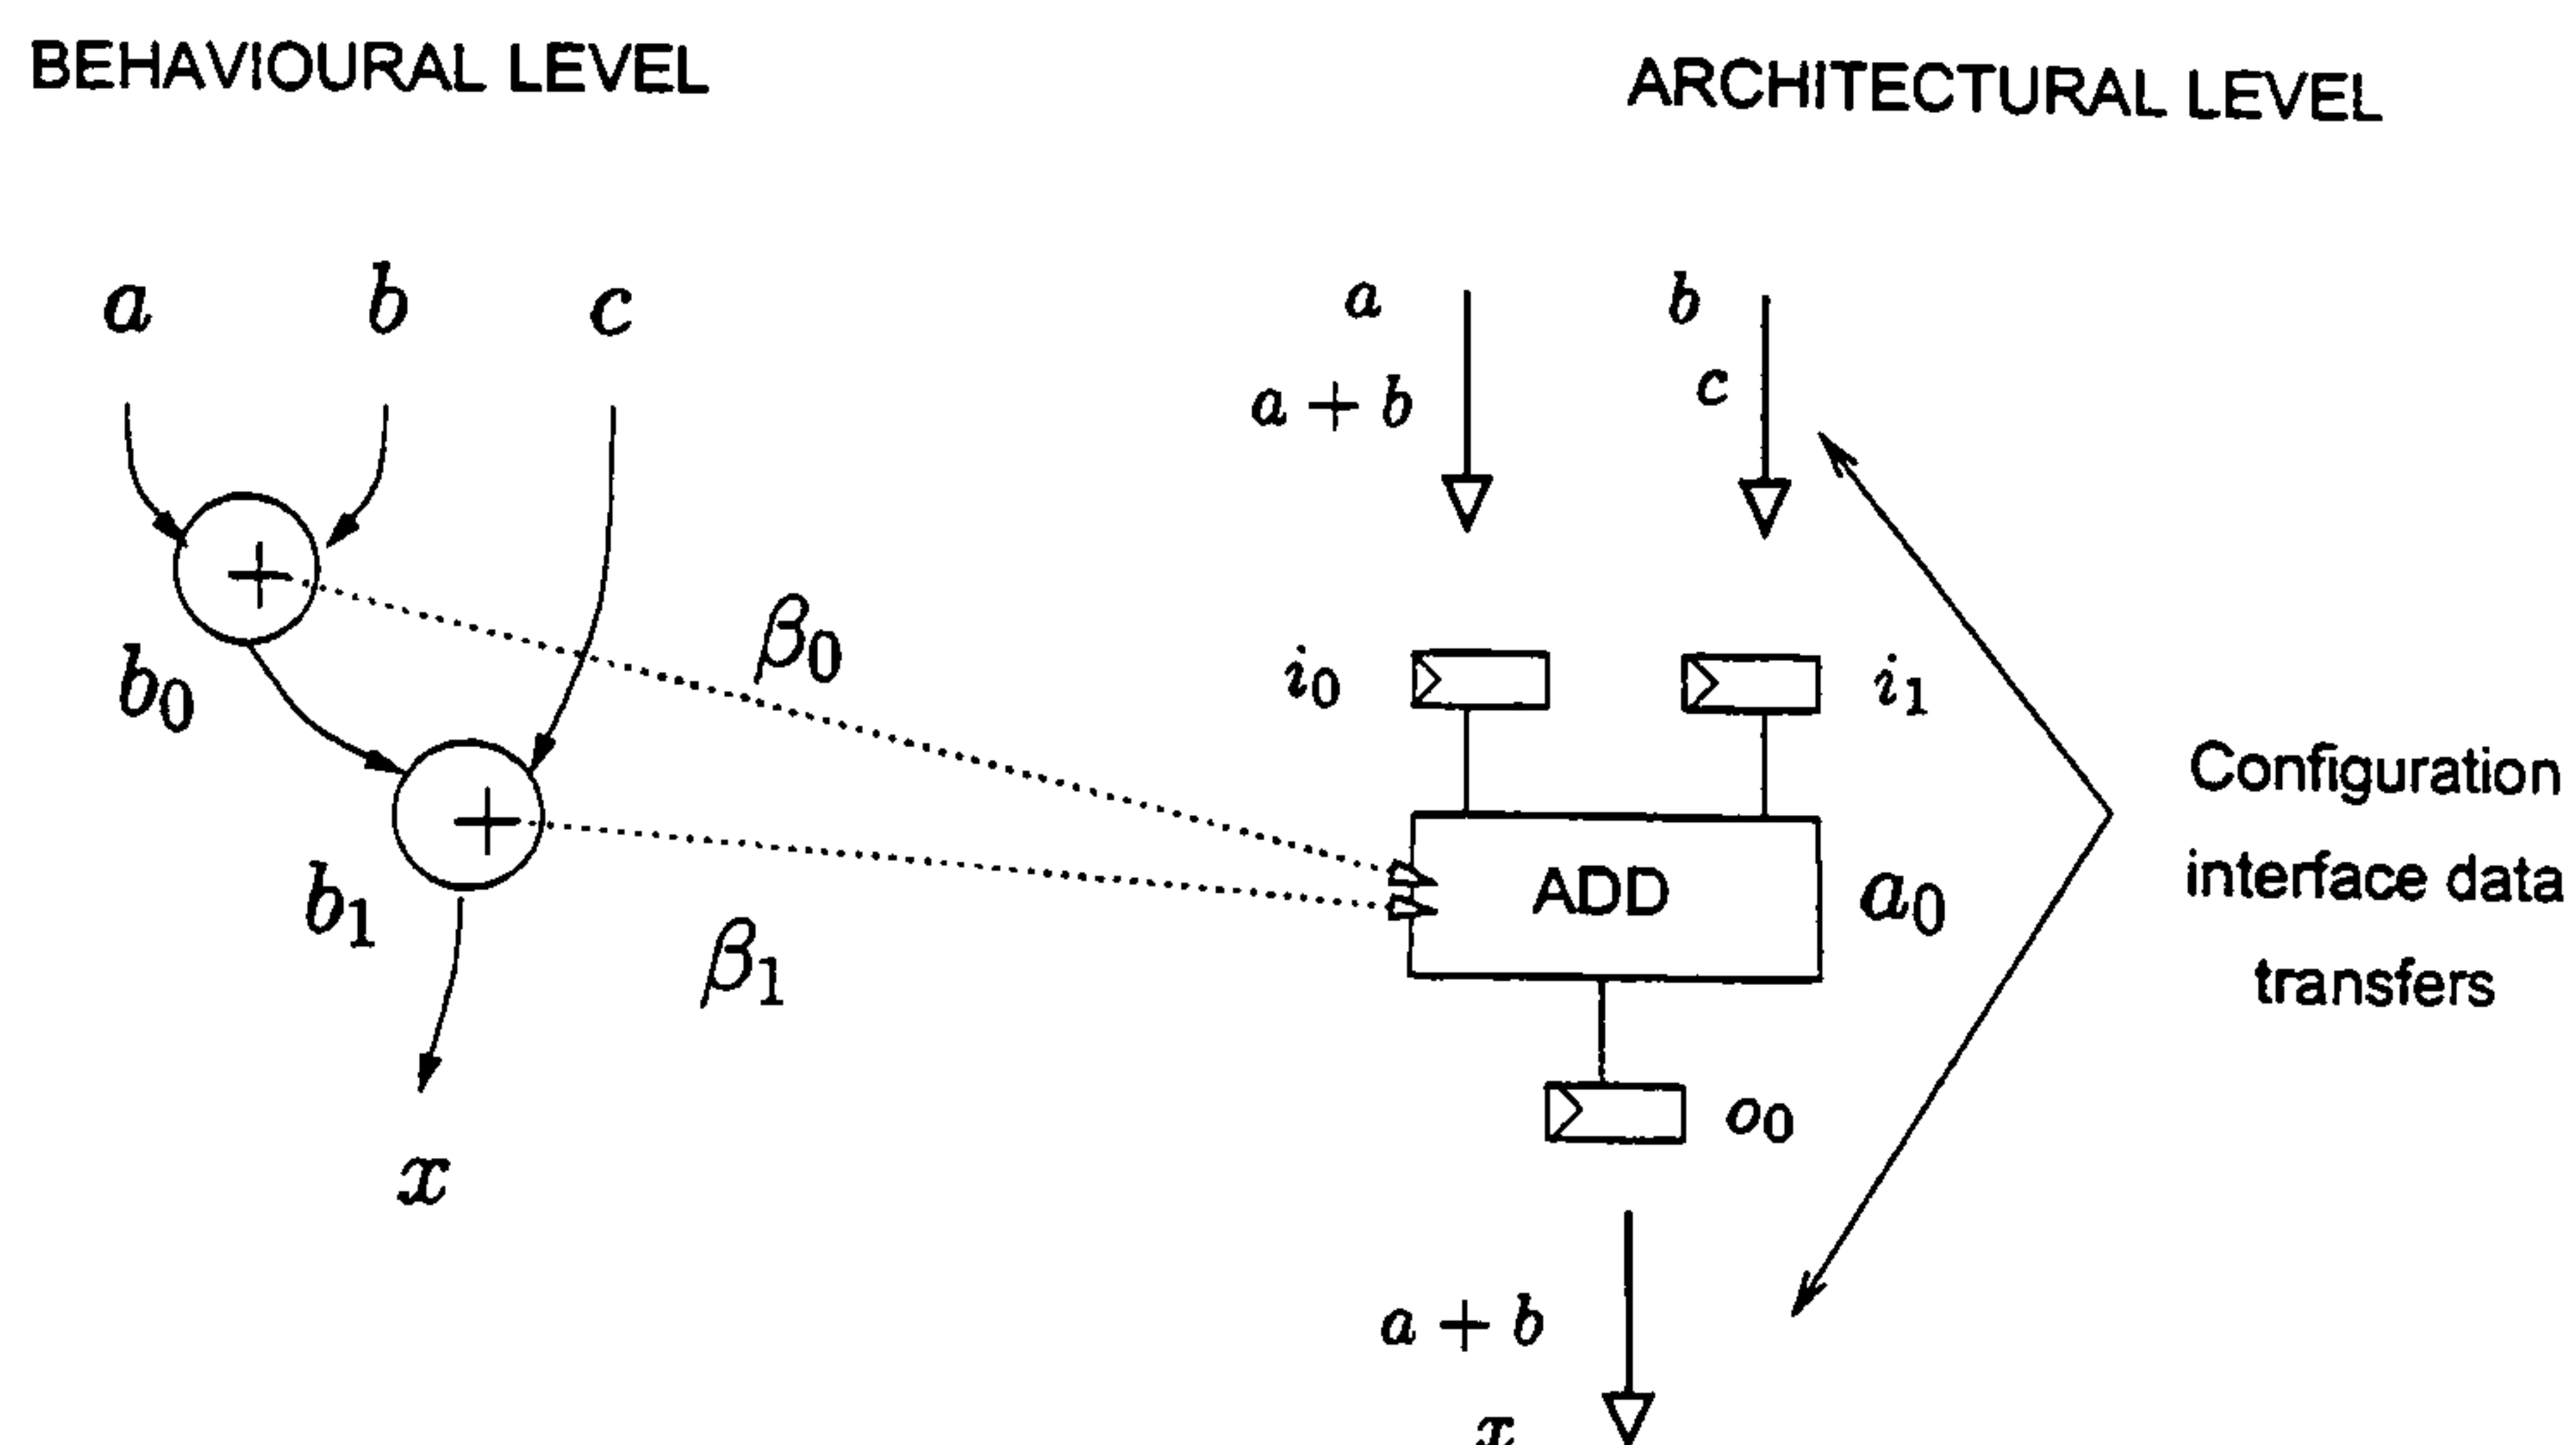 BEHAVIOURAL LEVEL
ARCHITECTURAL LEVEL
a b c
a b
a + b c
β₀
b₀
i₀ i₁
Configuration
interface data
transfers
ADD a₀
b₁
β₁
o₀
x
a + b
x